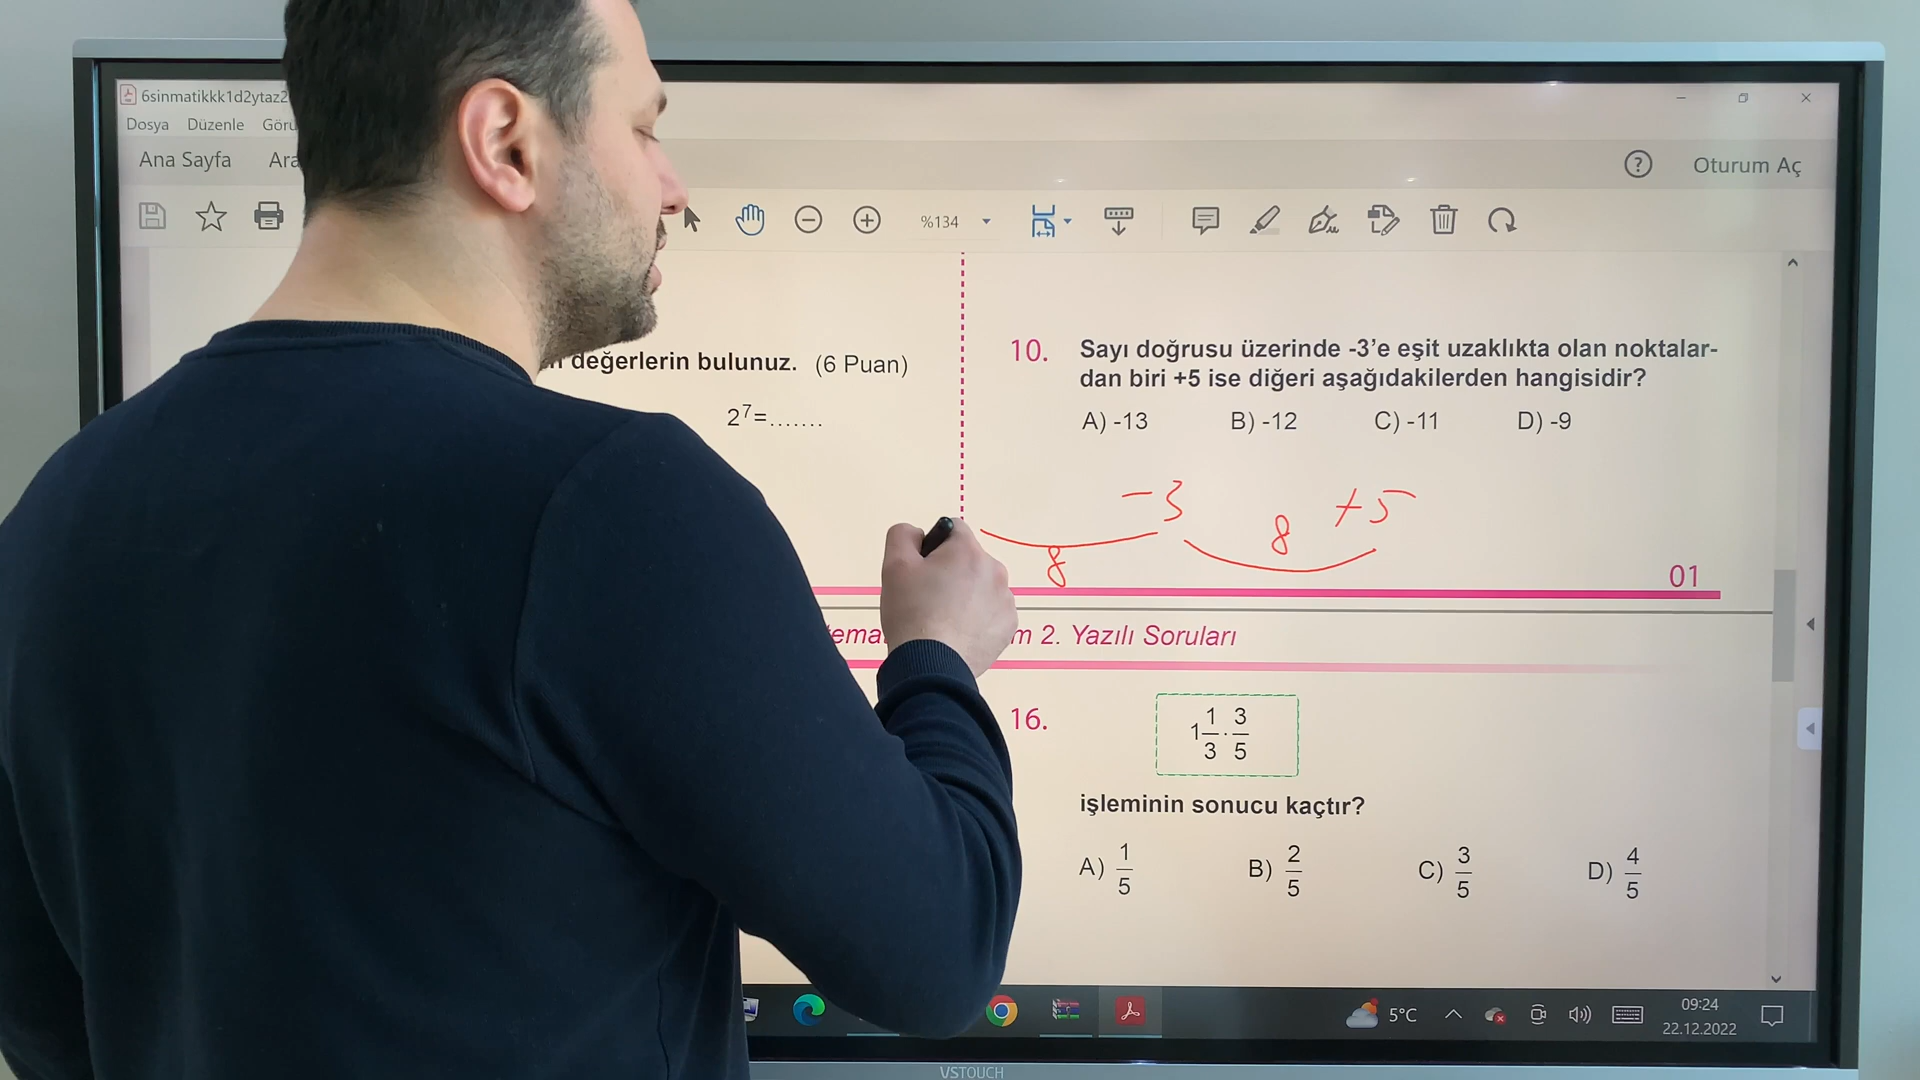 6sinmatikkk1d2ytaz2
Dosya Düzenle
Ana Sayfa
Oturum Aç
%134
değerlerin bulunuz. (6 Puan)
2⁷=.......
10. Sayı doğrusu üzerinde -3'e eşit uzaklıkta olan noktalar-
dan biri +5 ise diğeri aşağıdakilerden hangisidir?
A) -13 B) -12 C) -11 D) -9
-3 8 +5
8
01
2. Yazılı Soruları
16. 1 1/3 · 3/5
işleminin sonucu kaçtır?
A) 1/5 B) 2/5 C) 3/5 D) 4/5
5°C
09:24
22.12.2022
VSTOUCH